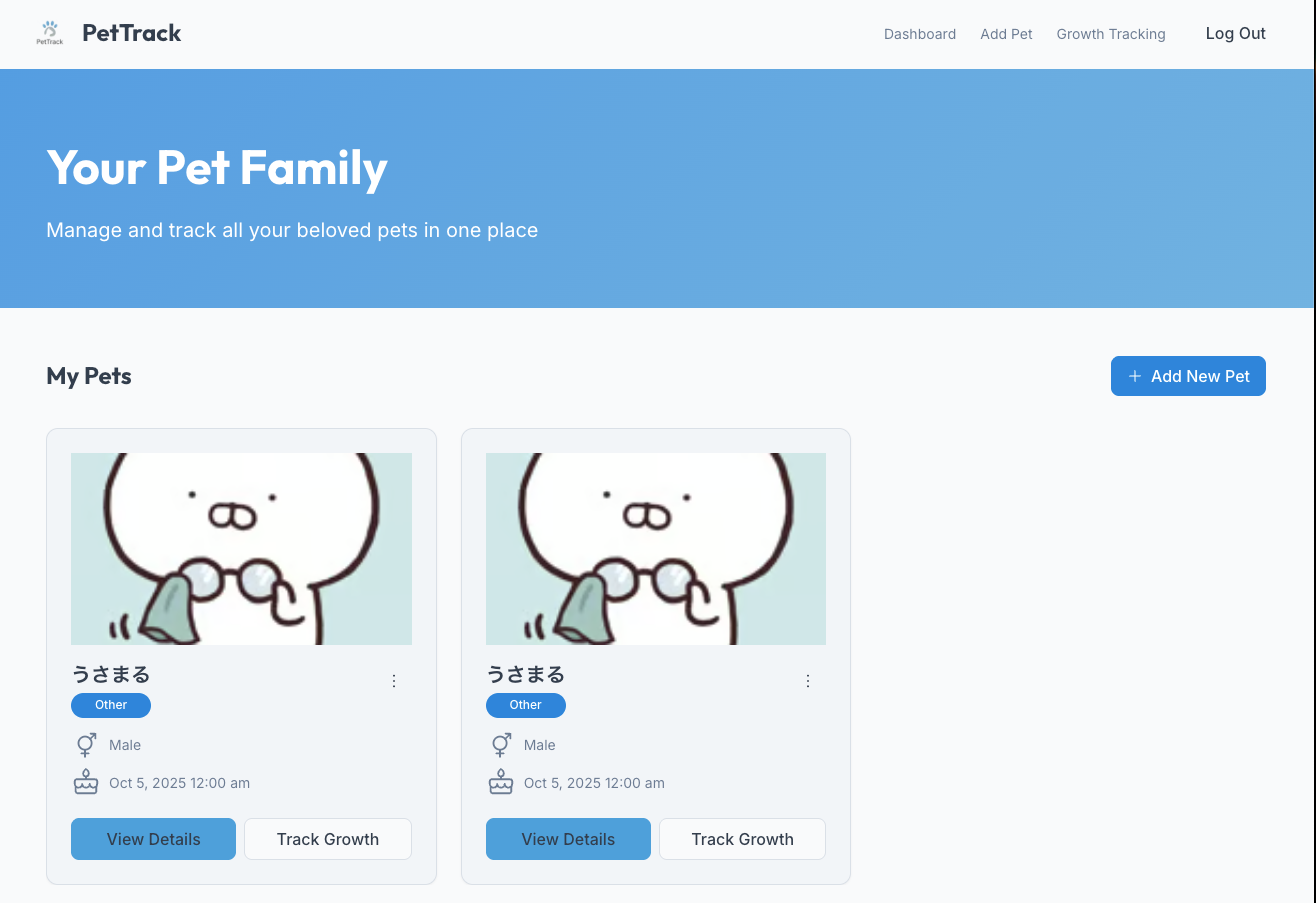 PetTrack
PetTrack
Dashboard
Add Pet
Growth Tracking
Log Out
Your Pet Family
Manage and track all your beloved pets in one place
My Pets
+ Add New Pet
うさまる
Other
Male
Oct 5, 2025 12:00 am
View Details
Track Growth
うさまる
Other
Male
Oct 5, 2025 12:00 am
View Details
Track Growth